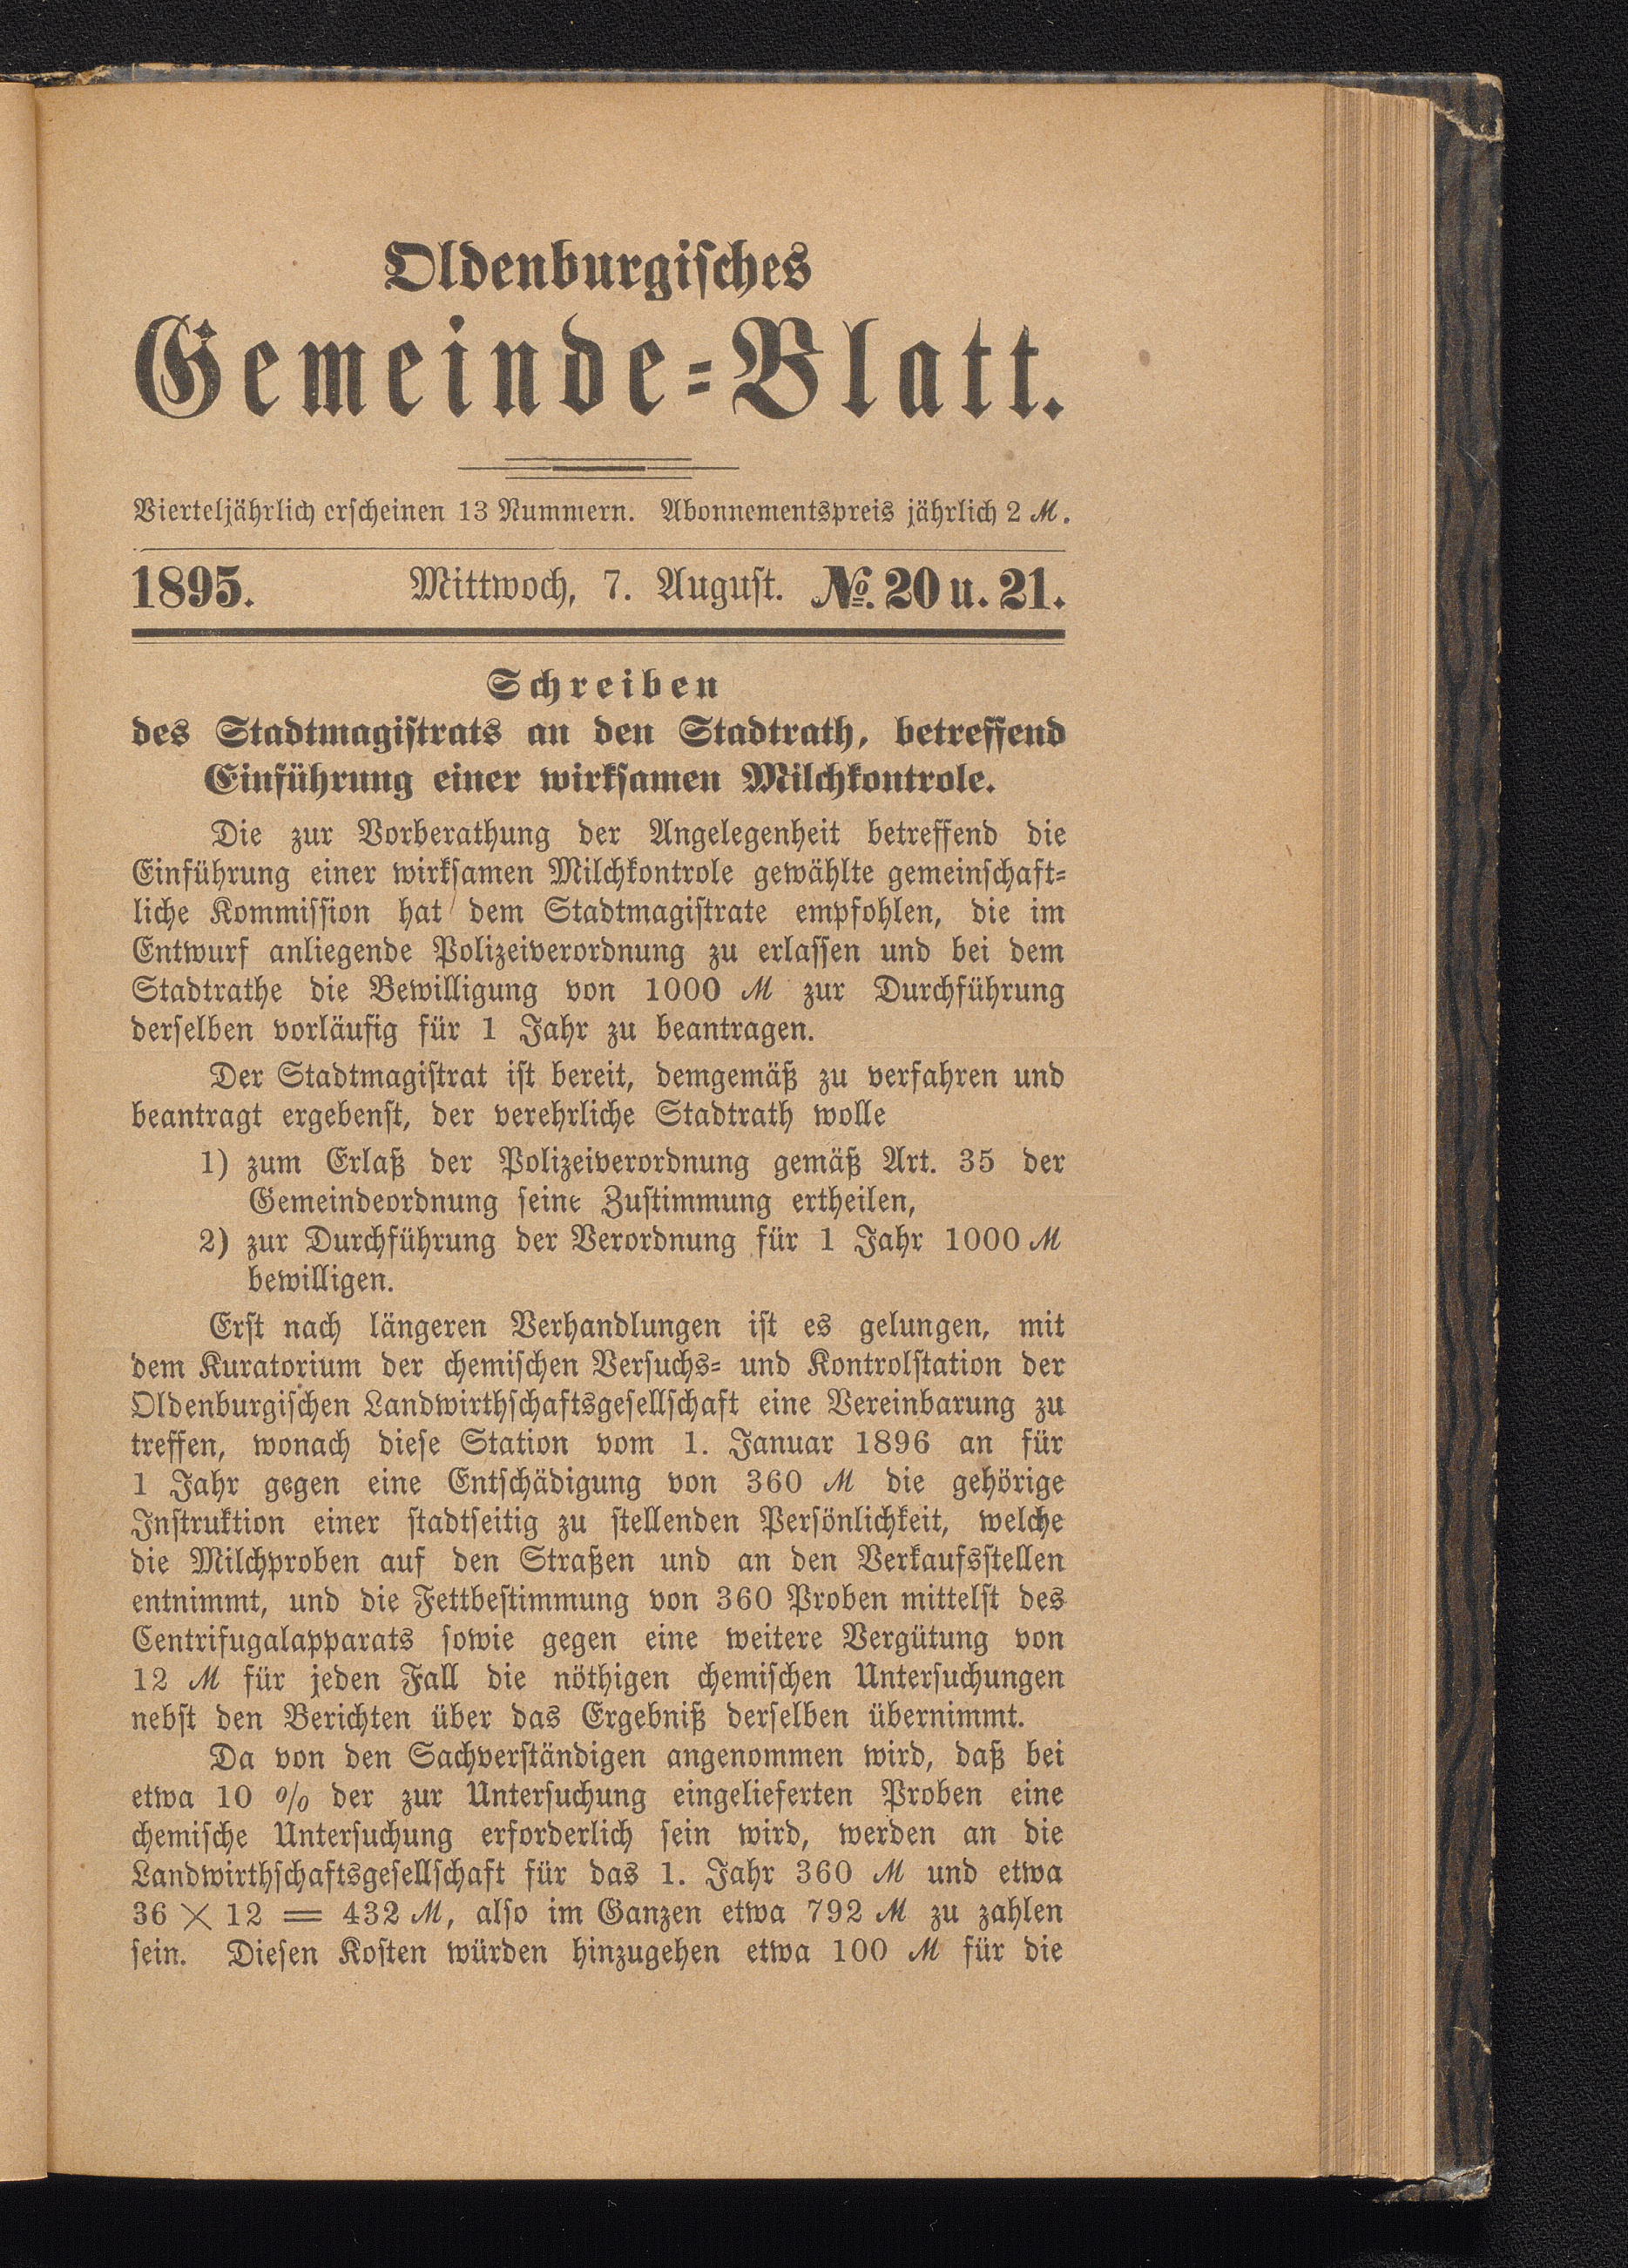 Oldenburgisches
Gemeinde-Blatt.
Vierteljährlich erscheinen 13 Nummern. Abonnementspreis jährlich 2 ℳ.
1895. Mittwoch, 7. August. №. 20 u. 21.
Schreiben
des Stadtmagistrats an den Stadtrath, betreffend
Einführung einer wirksamen Milchkontrole.
Die zur Vorberathung der Angelegenheit betreffend die
Einführung einer wirksamen Milchkontrole gewählte gemeinschaft-
liche Kommission hat dem Stadtmagistrate empfohlen, die im
Entwurf anliegende Polizeiverordnung zu erlassen und bei dem
Stadtrathe die Bewilligung von 1000 ℳ zur Durchführung
derselben vorläufig für 1 Jahr zu beantragen.
Der Stadtmagistrat ist bereit, demgemäß zu verfahren und
beantragt ergebenst, der verehrliche Stadtrath wolle
1) zum Erlaß der Polizeiverordnung gemäß Art. 35 der
Gemeindeordnung seine Zustimmung ertheilen,
2) zur Durchführung der Verordnung für 1 Jahr 1000 ℳ
bewilligen.
Erst nach längeren Verhandlungen ist es gelungen, mit
dem Kuratorium der chemischen Versuchs- und Kontrolstation der
Oldenburgischen Landwirthschaftsgesellschaft eine Vereinbarung zu
treffen, wonach diese Station vom 1. Januar 1896 an für
1 Jahr gegen eine Entschädigung von 360 ℳ die gehörige
Instruktion einer stadtseitig zu stellenden Persönlichkeit, welche
die Milchproben auf den Straßen und an den Verkaufsstellen
entnimmt, und die Fettbestimmung von 360 Proben mittelst des
Centrifugalapparats sowie gegen eine weitere Vergütung von
12 ℳ für jeden Fall die nöthigen chemischen Untersuchungen
nebst den Berichten über das Ergebniß derselben übernimmt.
Da von den Sachverständigen angenommen wird, daß bei
etwa 10 % der zur Untersuchung eingelieferten Proben eine
chemische Untersuchung erforderlich sein wird, werden an die
Landwirthschaftsgesellschaft für das 1. Jahr 360 ℳ und etwa
36 × 12 = 432 ℳ, also im Ganzen etwa 792 ℳ zu zahlen
sein. Diesen Kosten würden hinzugehen etwa 100 ℳ für die